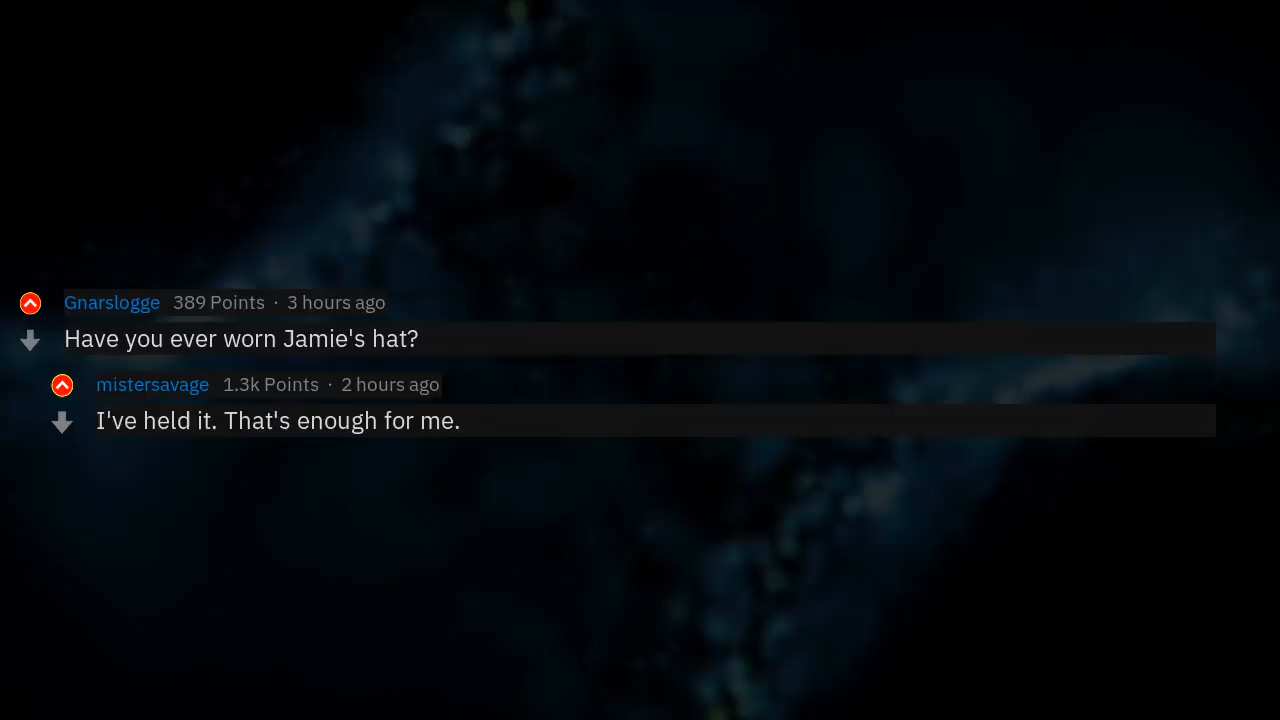 Gnarslogge 389 Points · 3 hours ago
Have you ever worn Jamie's hat?
mistersavage 1.3k Points · 2 hours ago
I've held it. That's enough for me.